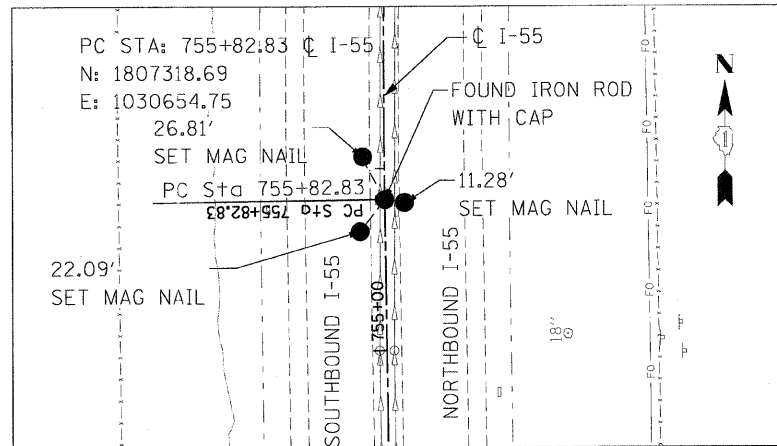 PC STA: 755+82.83 ℄ I-55
N: 1807318.69
E: 1030654.75
26.81'
SET MAG NAIL
PC Sta 755+82.83
PC Sta 755+82.83
22.09'
SET MAG NAIL
℄ I-55
FOUND IRON ROD
WITH CAP
11.28'
SET MAG NAIL
SOUTHBOUND I-55
755+00
NORTHBOUND I-55
18"
FO
FO
FO
FO
N